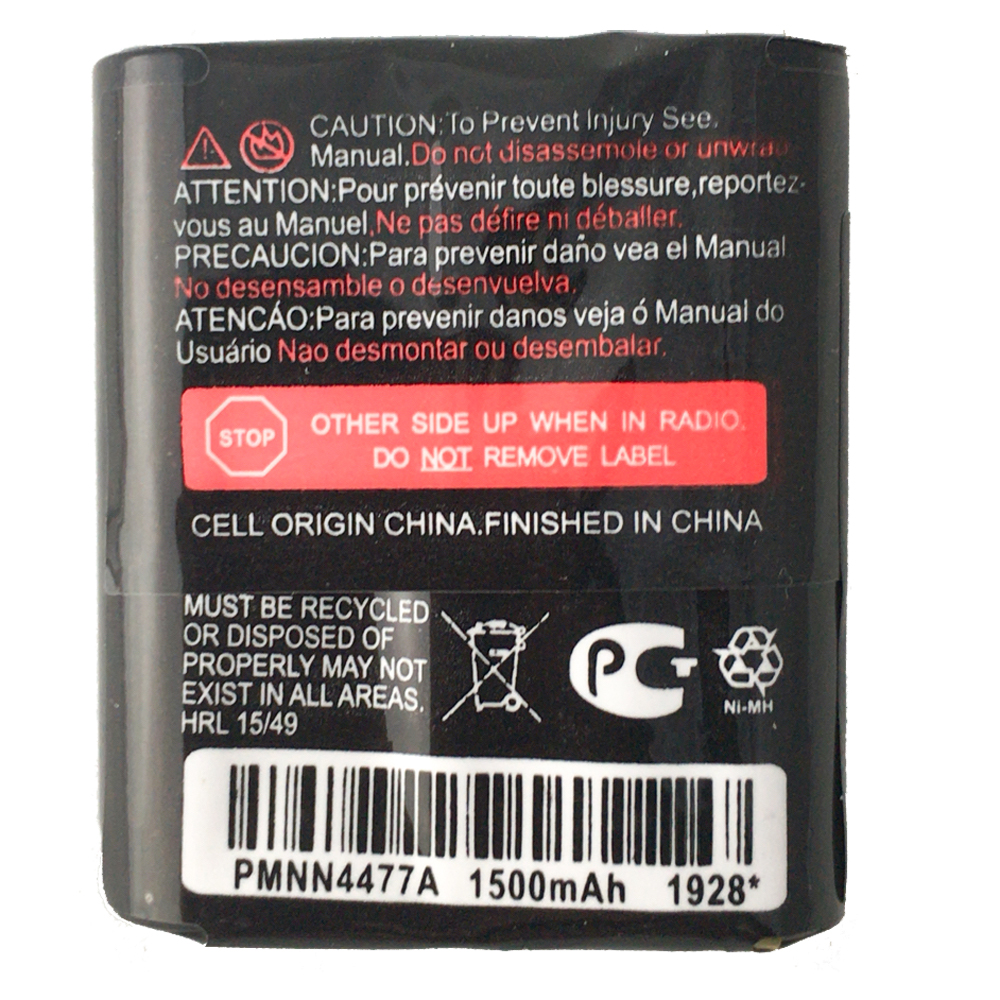 CAUTION:To Prevent Injury See.
Manual.Do not disassemole or unwrap
ATTENTION:Pour prévenir toute blessure,reportez-
vous au Manuel,Ne pas défire ni déballer.
PRECAUCION:Para prevenir daño vea el Manual
No desensamble o desenvuelva.
ATENCÁO:Para prevenir danos veja ó Manual do
Usuário Nao desmontar ou desembalar.
STOP
OTHER SIDE UP WHEN IN RADIO.
DO NOT REMOVE LABEL
CELL ORIGIN CHINA.FINISHED IN CHINA
MUST BE RECYCLED
OR DISPOSED OF
PROPERLY MAY NOT
EXIST IN ALL AREAS.
HRL 15/49
PG
Ni-MH
PMNN4477A 1500mAh 1928*